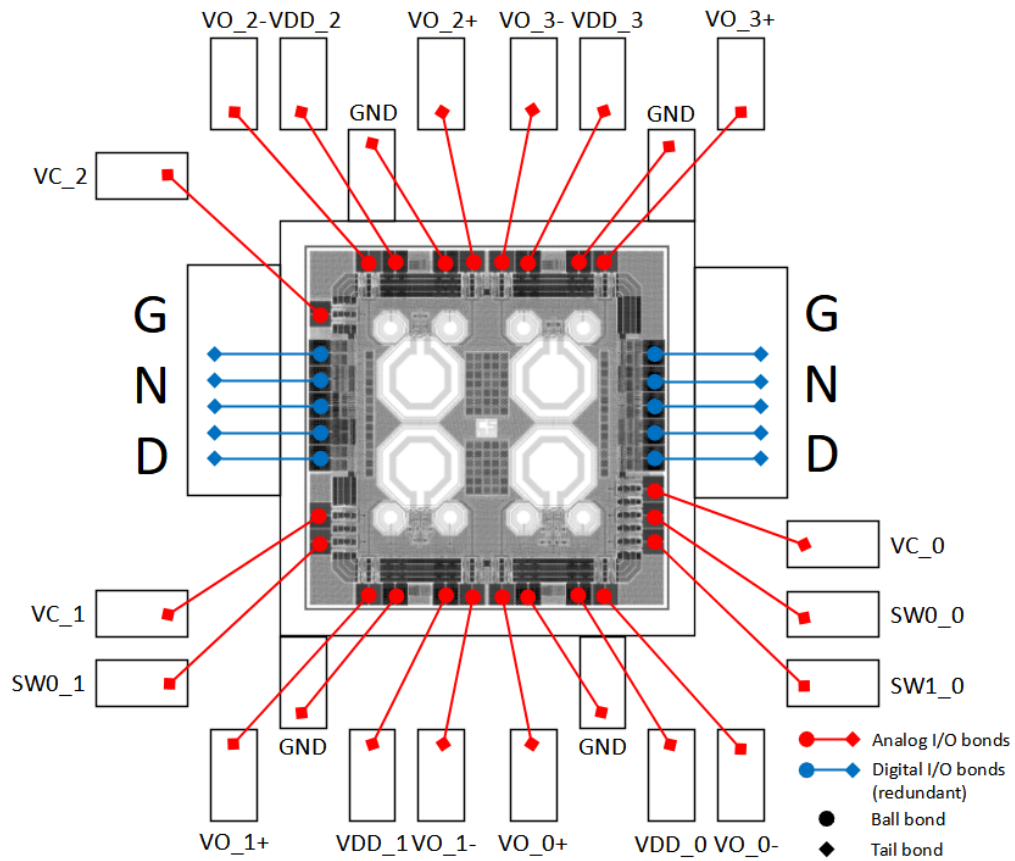 VO_2- VDD_2 VO_2+ VO_3- VDD_3 VO_3+
GND GND
VC_2
G G
N N
D D
VC_0
VC_1 SW0_0
SW0_1 SW1_0
GND GND
VO_1+ VDD_1 VO_1- VO_0+ VDD_0 VO_0-
Analog I/O bonds
Digital I/O bonds
(redundant)
Ball bond
Tail bond